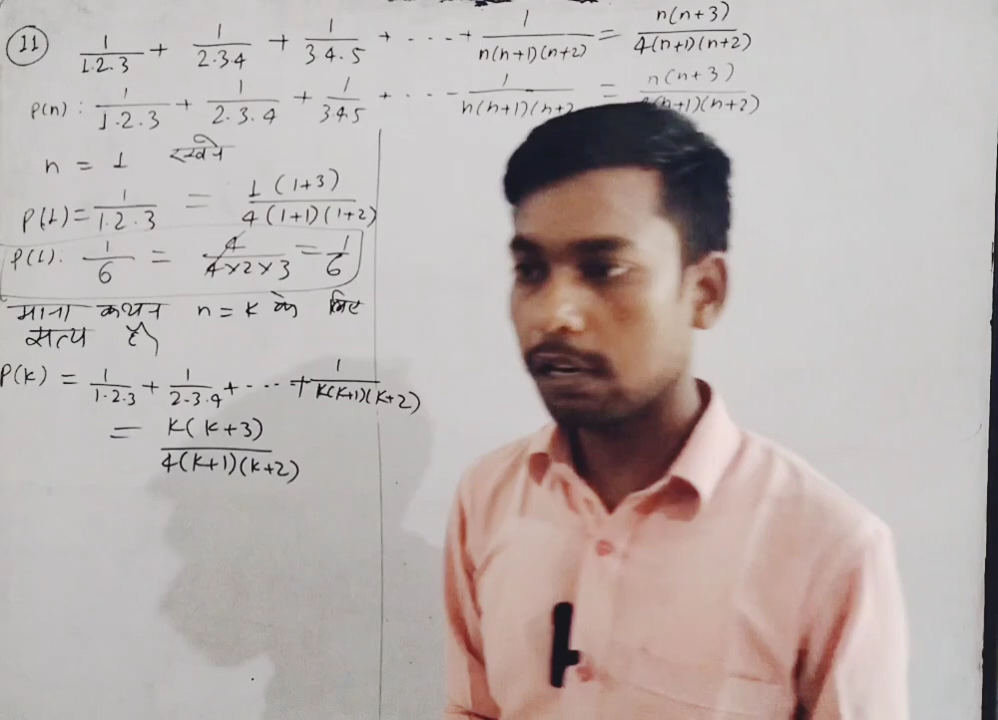 (11) 1/1.2.3 + 1/2.3.4 + 1/3.4.5 + ... + 1/n(n+1)(n+2) = n(n+3)/4(n+1)(n+2)
P(n) : 1/1.2.3 + 1/2.3.4 + 1/3.4.5 + ... - 1/n(n+1)(n+2 = n(n+3)/(n+1)(n+2)
n = 1 रखने
P(1) = 1/1.2.3 = 1(1+3)/4(1+1)(1+2)
P(1). 1/6 = 4/4×2×3 = 1/6
माना कथन n = K के लिए
सत्य है
P(K) = 1/1.2.3 + 1/2.3.4 + ... + 1/K(K+1)(K+2)
= K(K+3)/4(K+1)(K+2)